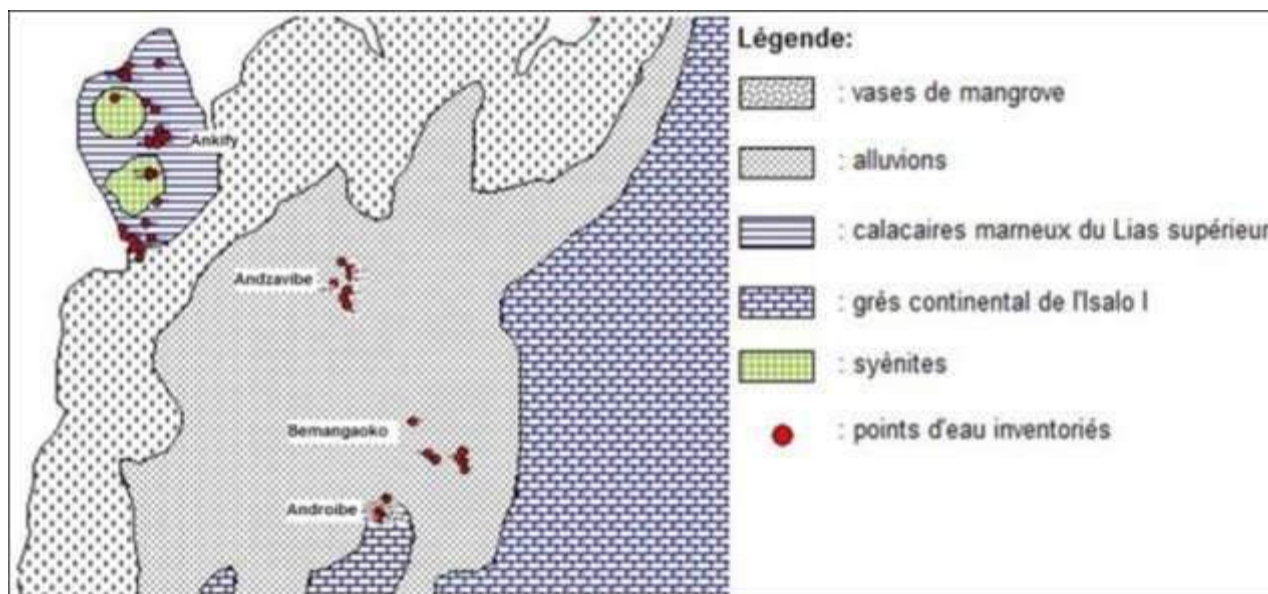 Légende:
: vases de mangrove
: alluvions
: calacaires marneux du Lias supérieur
: grés continental de l'Isalo I
: syénites
: points d'eau inventoriés
Ankify
Andzavibe
Bemangaoko
Androibe